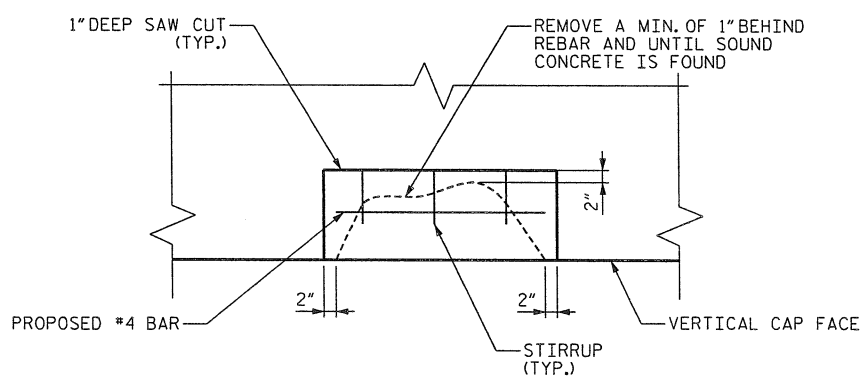 1" DEEP SAW CUT
(TYP.)
REMOVE A MIN. OF 1" BEHIND
REBAR AND UNTIL SOUND
CONCRETE IS FOUND
2"
2"
2"
PROPOSED #4 BAR
VERTICAL CAP FACE
STIRRUP
(TYP.)